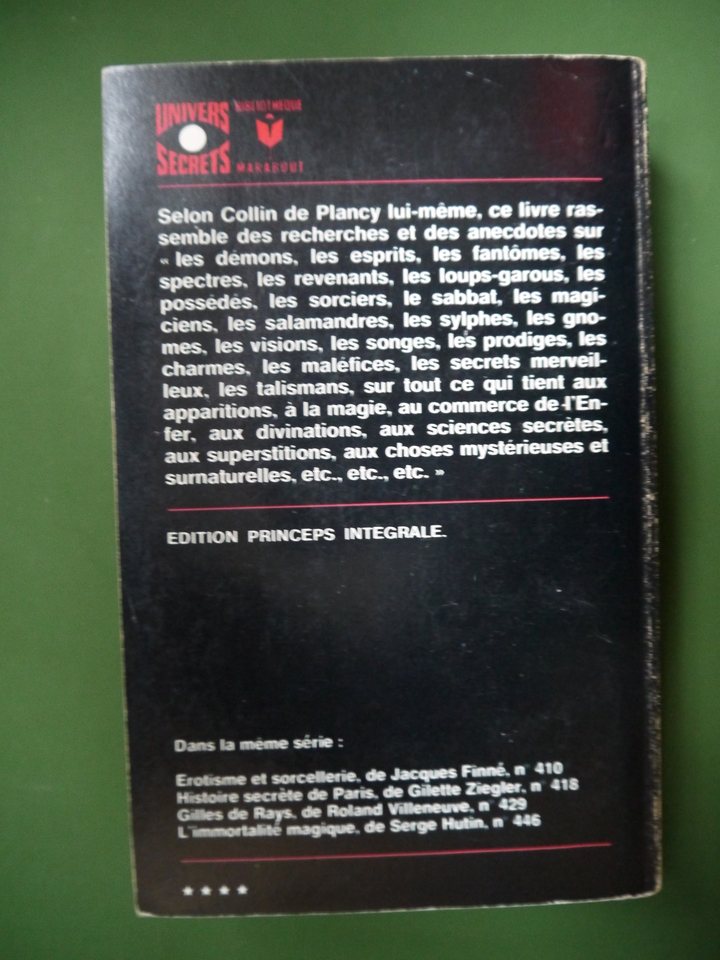 UNIVERS
SECRETS
BIBLIOTHEQUE
MARABOUT
Selon Collin de Plancy lui-même, ce livre ras-
semble des recherches et des anecdotes sur
« les démons, les esprits, les fantômes, les
spectres, les revenants, les loups-garous, les
possédés, les sorciers, le sabbat, les magi-
ciens, les salamandres, les sylphes, les gno-
mes, les visions, les songes, les prodiges, les
charmes, les maléfices, les secrets merveil-
leux, les talismans, sur tout ce qui tient aux
apparitions, à la magie, au commerce de l'En-
fer, aux divinations, aux sciences secrètes,
aux superstitions, aux choses mystérieuses et
surnaturelles, etc., etc., etc. »
EDITION PRINCEPS INTEGRALE.
Dans la même série :
Erotisme et sorcellerie, de Jacques Finné, n° 410
Histoire secrète de Paris, de Gilette Ziegler, n° 418
Gilles de Rays, de Roland Villeneuve, n° 429
L'immortalité magique, de Serge Hutin, n° 446
★ ★ ★ ★